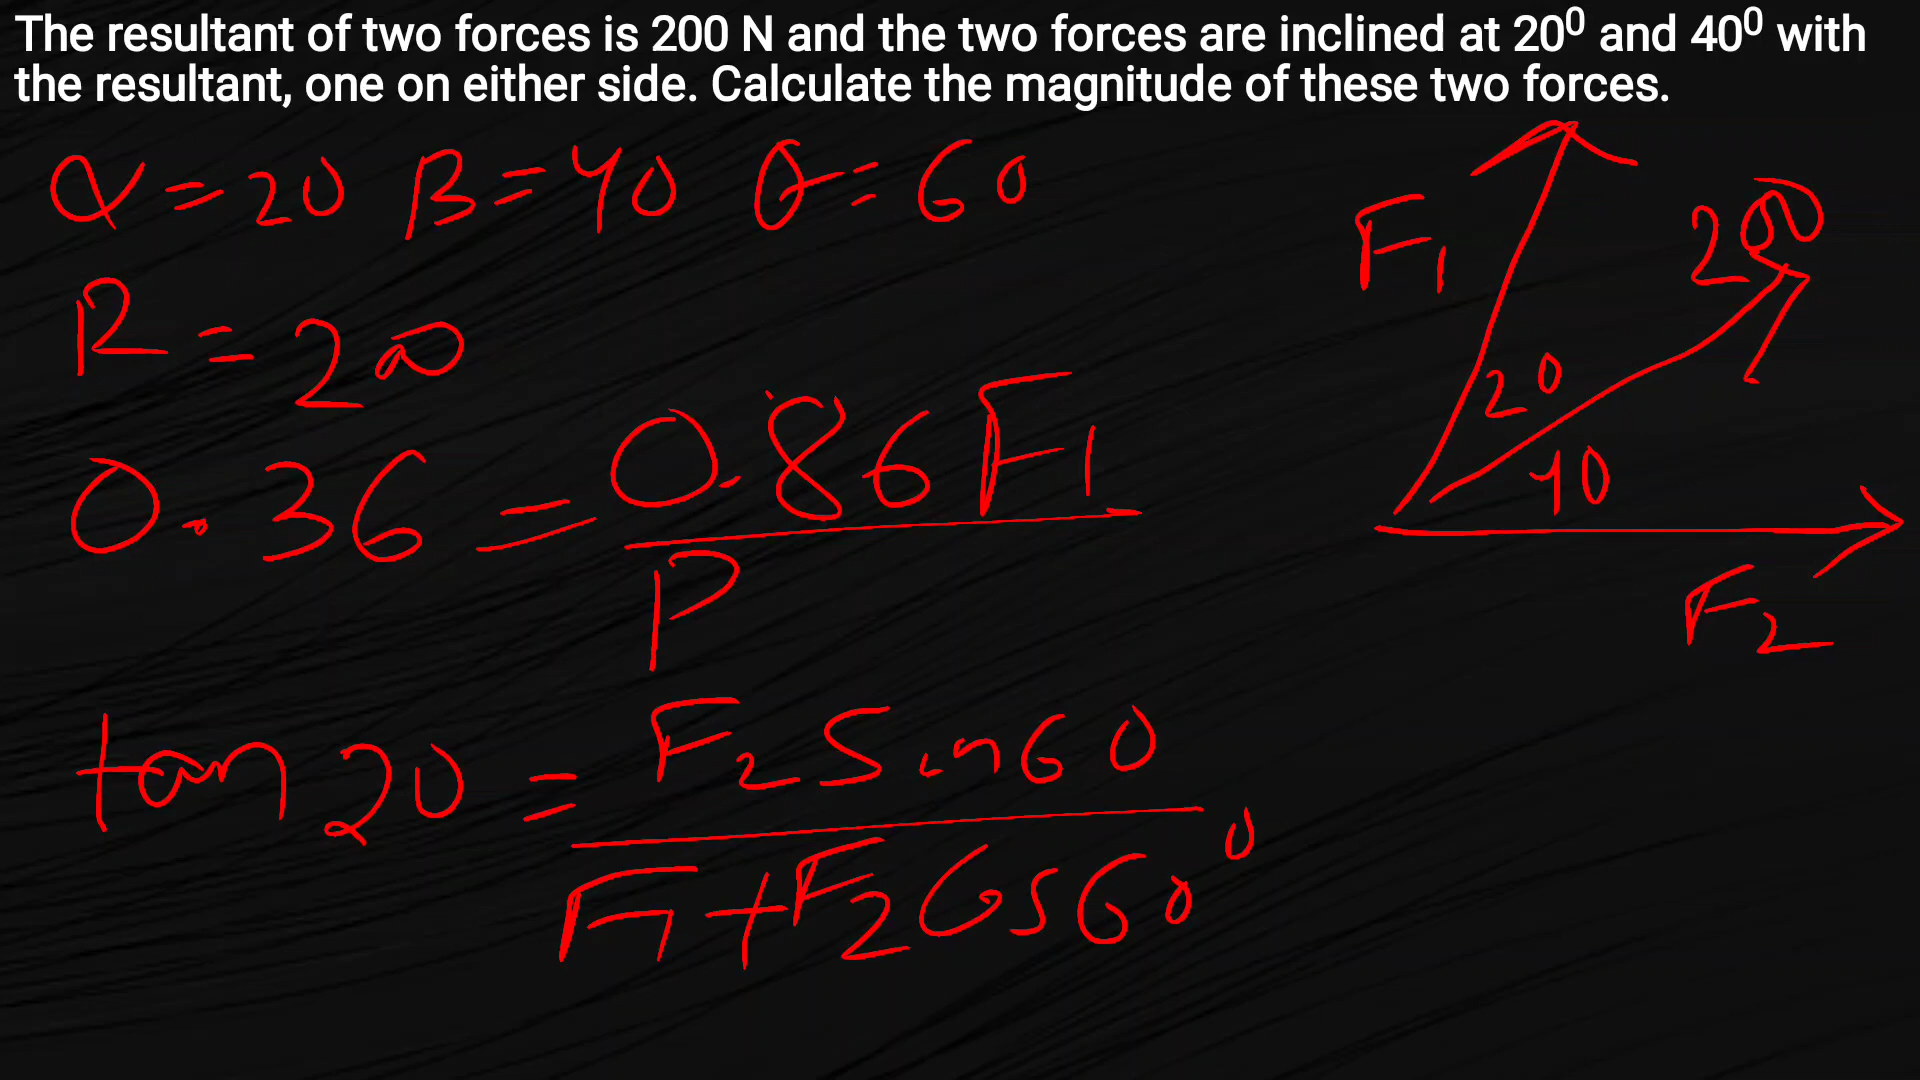 The resultant of two forces is 200 N and the two forces are inclined at 20⁰ and 40⁰ with
the resultant, one on either side. Calculate the magnitude of these two forces.
α = 20 β = 40 θ = 60
R = 200
0.36 = 0.86 F1
P
tan 20 = F2 Sin 60
F1 + F2 Cos 60⁰
F1
200
20
40
F2